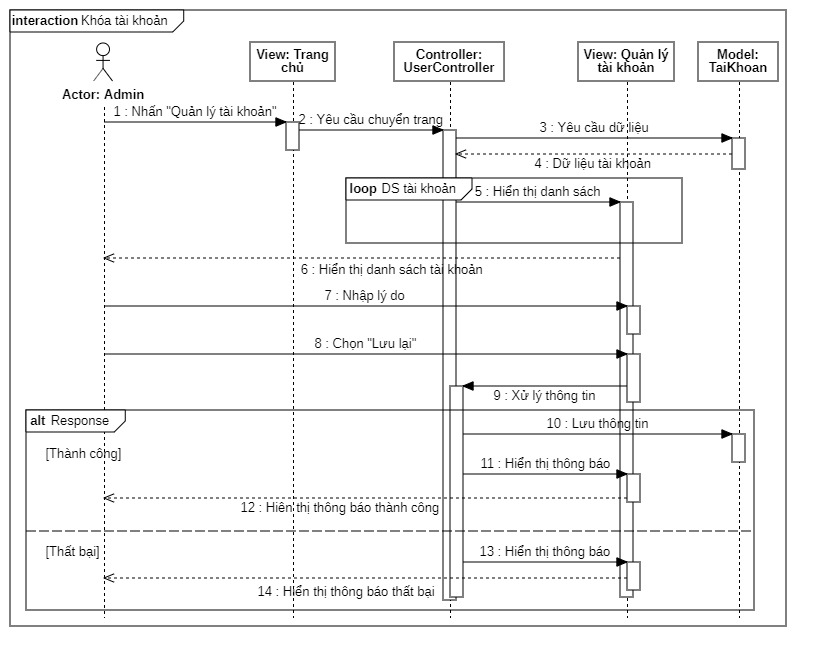 interaction Khóa tài khoản
View: Trang
chủ
Controller:
UserController
View: Quản lý
tài khoản
Model:
TaiKhoan
Actor: Admin
1 : Nhấn "Quản lý tài khoản"
2 : Yêu cầu chuyển trang
3 : Yêu cầu dữ liệu
4 : Dữ liệu tài khoản
loop DS tài khoản
5 : Hiển thị danh sách
6 : Hiển thị danh sách tài khoản
7 : Nhập lý do
8 : Chọn "Lưu lại"
9 : Xử lý thông tin
alt Response
10 : Lưu thông tin
[Thành công]
11 : Hiển thị thông báo
12 : Hiên thị thông báo thành công
[Thất bại]
13 : Hiển thị thông báo
14 : Hiển thị thông báo thất bại